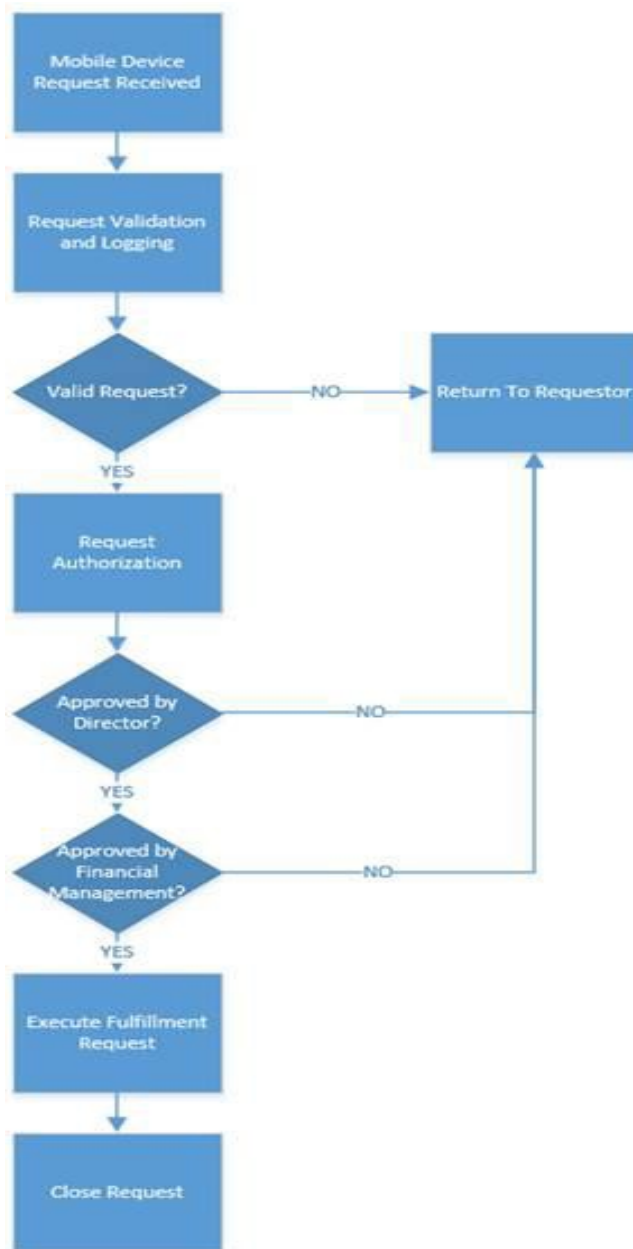 Mobile Device
Request Received
Request Validation
and Logging
Valid Request?
NO
Return To Requestor
YES
Request
Authorization
Approved by
Director?
NO
YES
Approved by
Financial
Management?
NO
YES
Execute Fulfillment
Request
Close Request